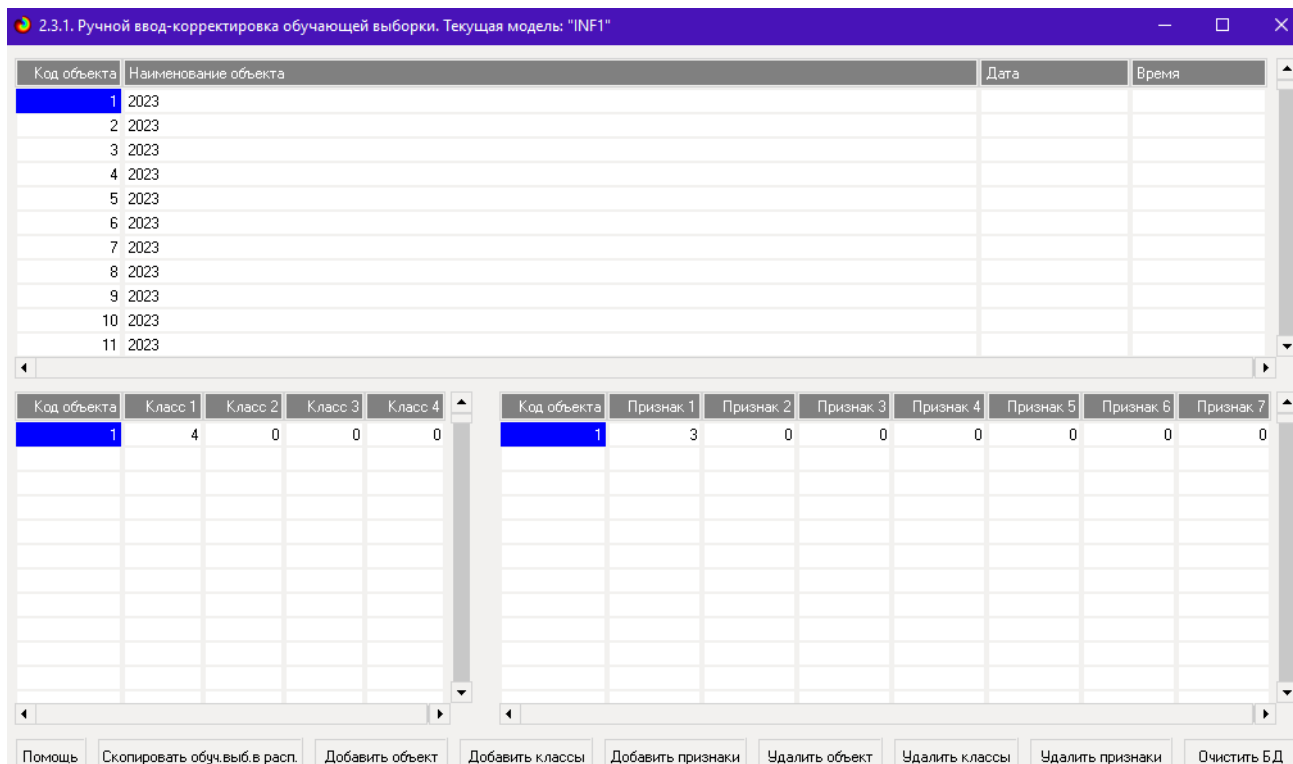 2.3.1. Ручной ввод-корректировка обучающей выборки. Текущая модель: "INF1"
Код объекта Наименование объекта Дата Время
1 2023
2 2023
3 2023
4 2023
5 2023
6 2023
7 2023
8 2023
9 2023
10 2023
11 2023
Код объекта Класс 1 Класс 2 Класс 3 Класс 4
1 4 0 0 0
Код объекта Признак 1 Признак 2 Признак 3 Признак 4 Признак 5 Признак 6 Признак 7
1 3 0 0 0 0 0 0
Помощь Скопировать обуч.выб.в расп. Добавить объект Добавить классы Добавить признаки Удалить объект Удалить классы Удалить признаки Очистить БД